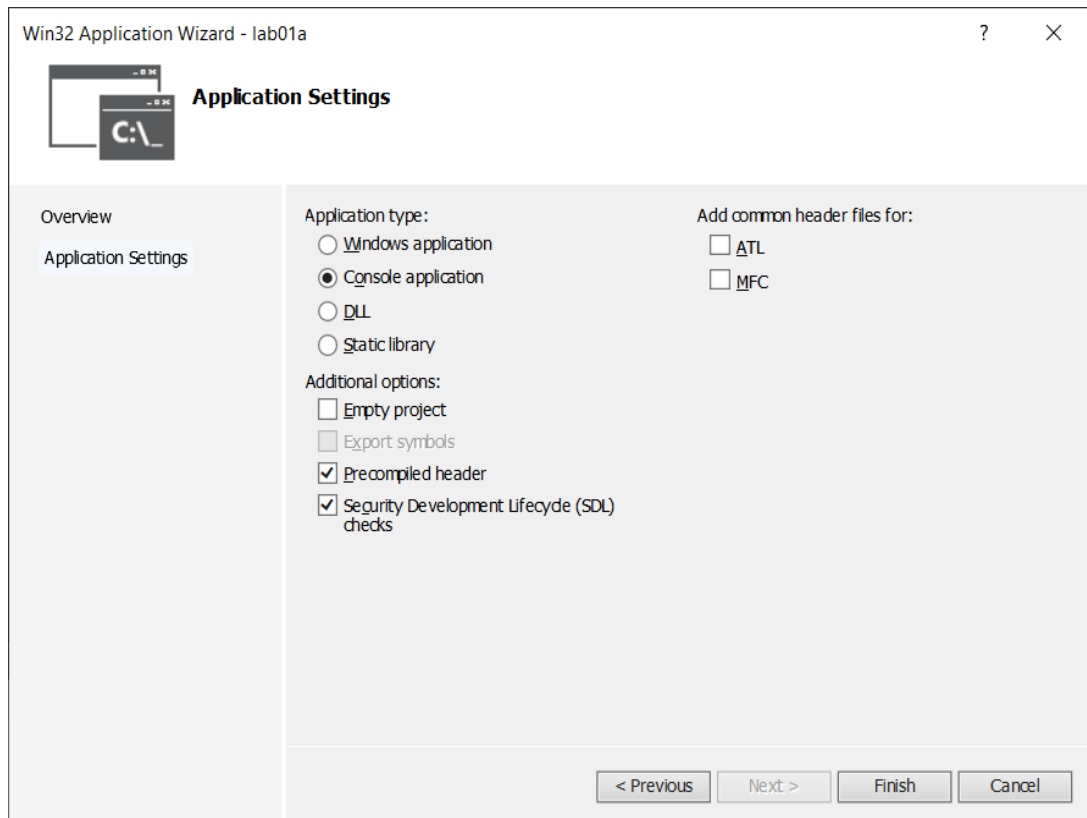 Win32 Application Wizard - lab01a
?
C:\_
Application Settings
Overview
Application Settings
Application type:
Windows application
Console application
DLL
Static library
Additional options:
Empty project
Export symbols
Precompiled header
Security Development Lifecycle (SDL)
checks
Add common header files for:
ATL
MFC
< Previous
Next >
Finish
Cancel